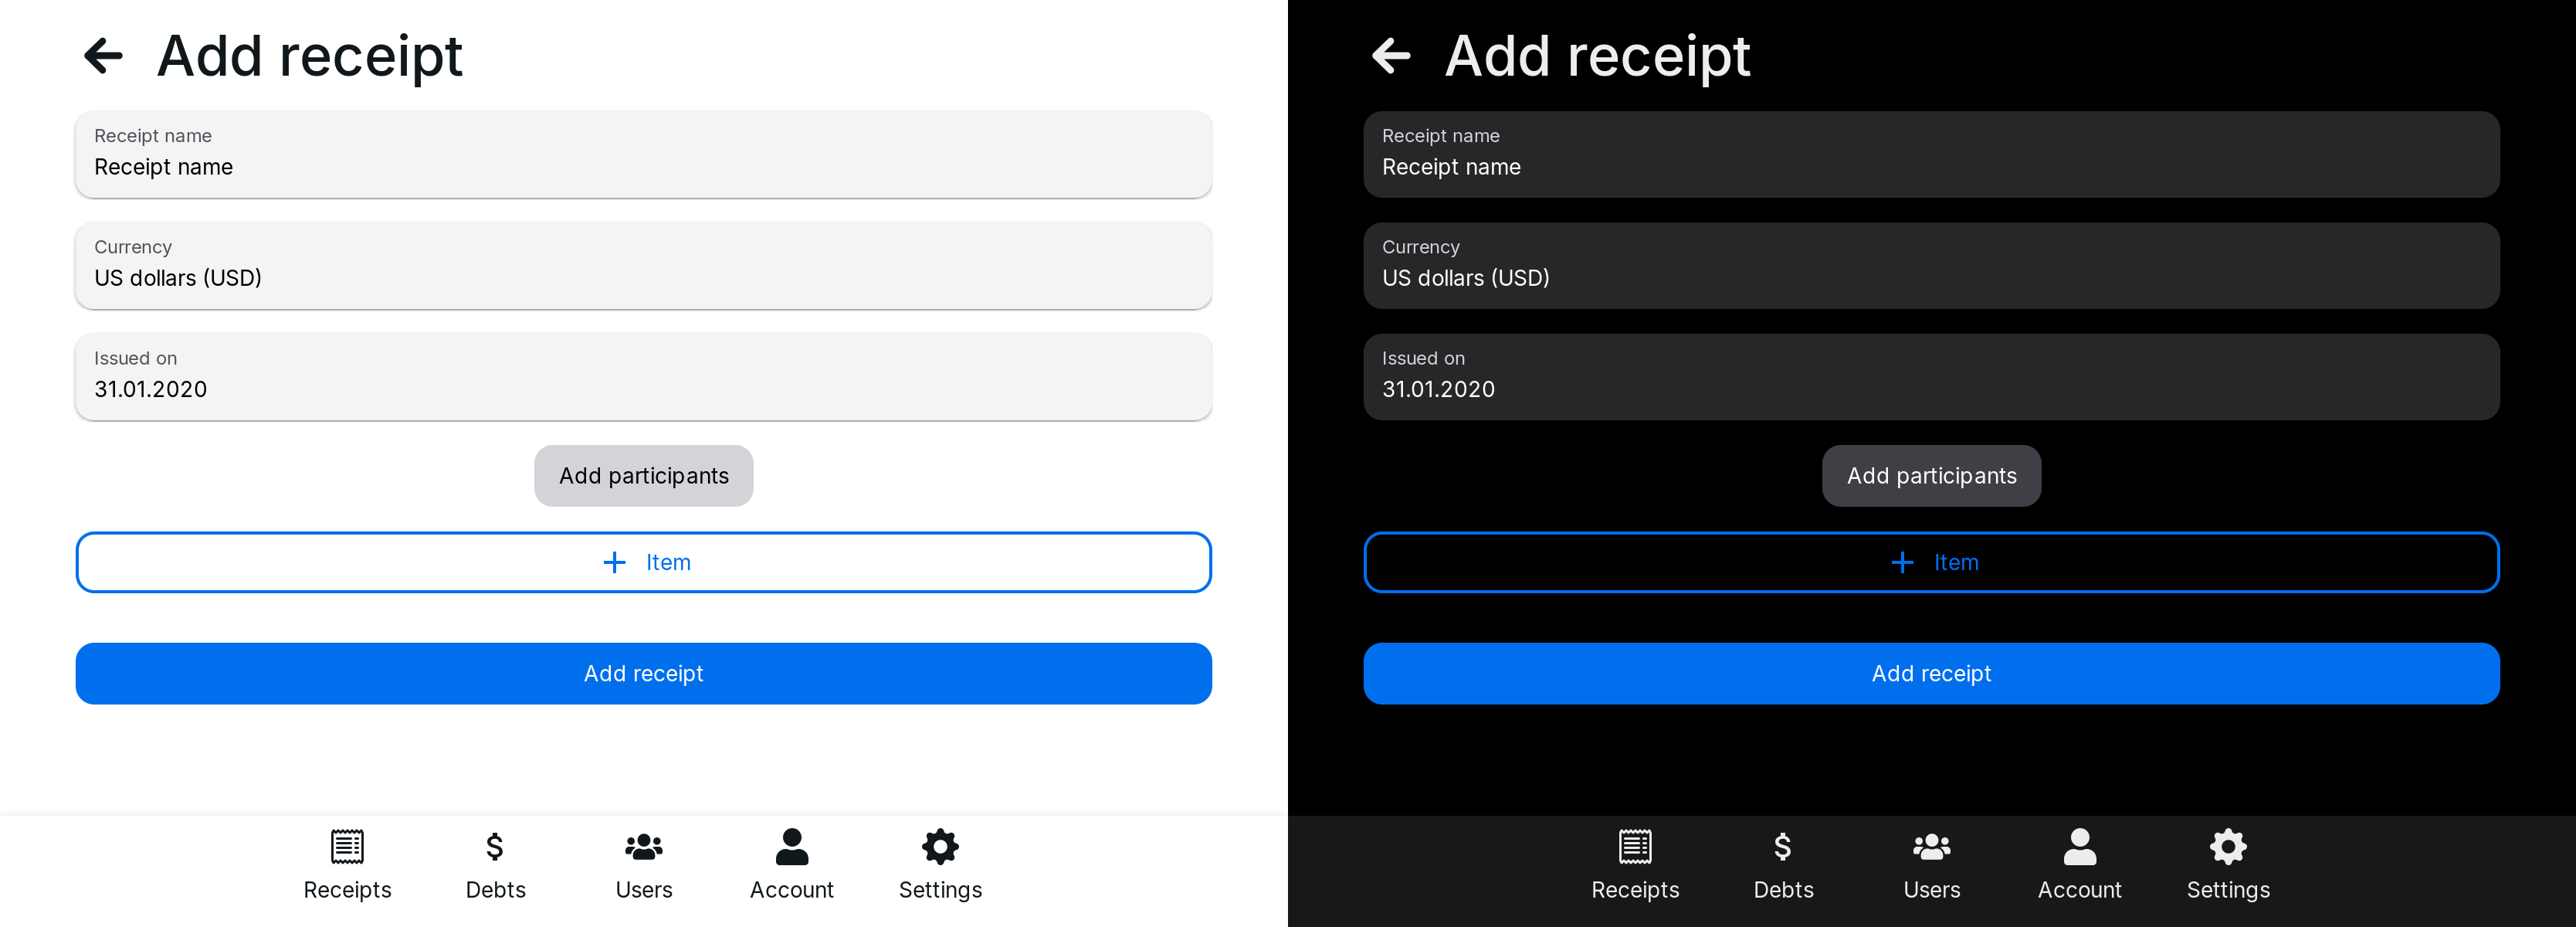 Add receipt
Receipt name
Receipt name
Currency
US dollars (USD)
Issued on
31.01.2020
Add participants
+ Item
Add receipt
Receipts
$
Debts
Users
Account
Settings
Add receipt
Receipt name
Receipt name
Currency
US dollars (USD)
Issued on
31.01.2020
Add participants
+ Item
Add receipt
Receipts
$
Debts
Users
Account
Settings